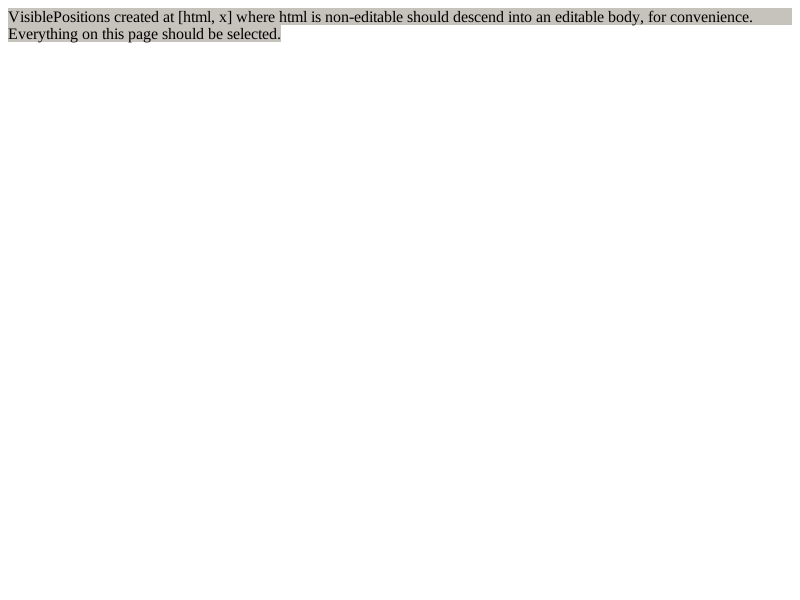 VisiblePositions created at [html, x] where html is non-editable should descend into an editable body, for convenience.
Everything on this page should be selected.